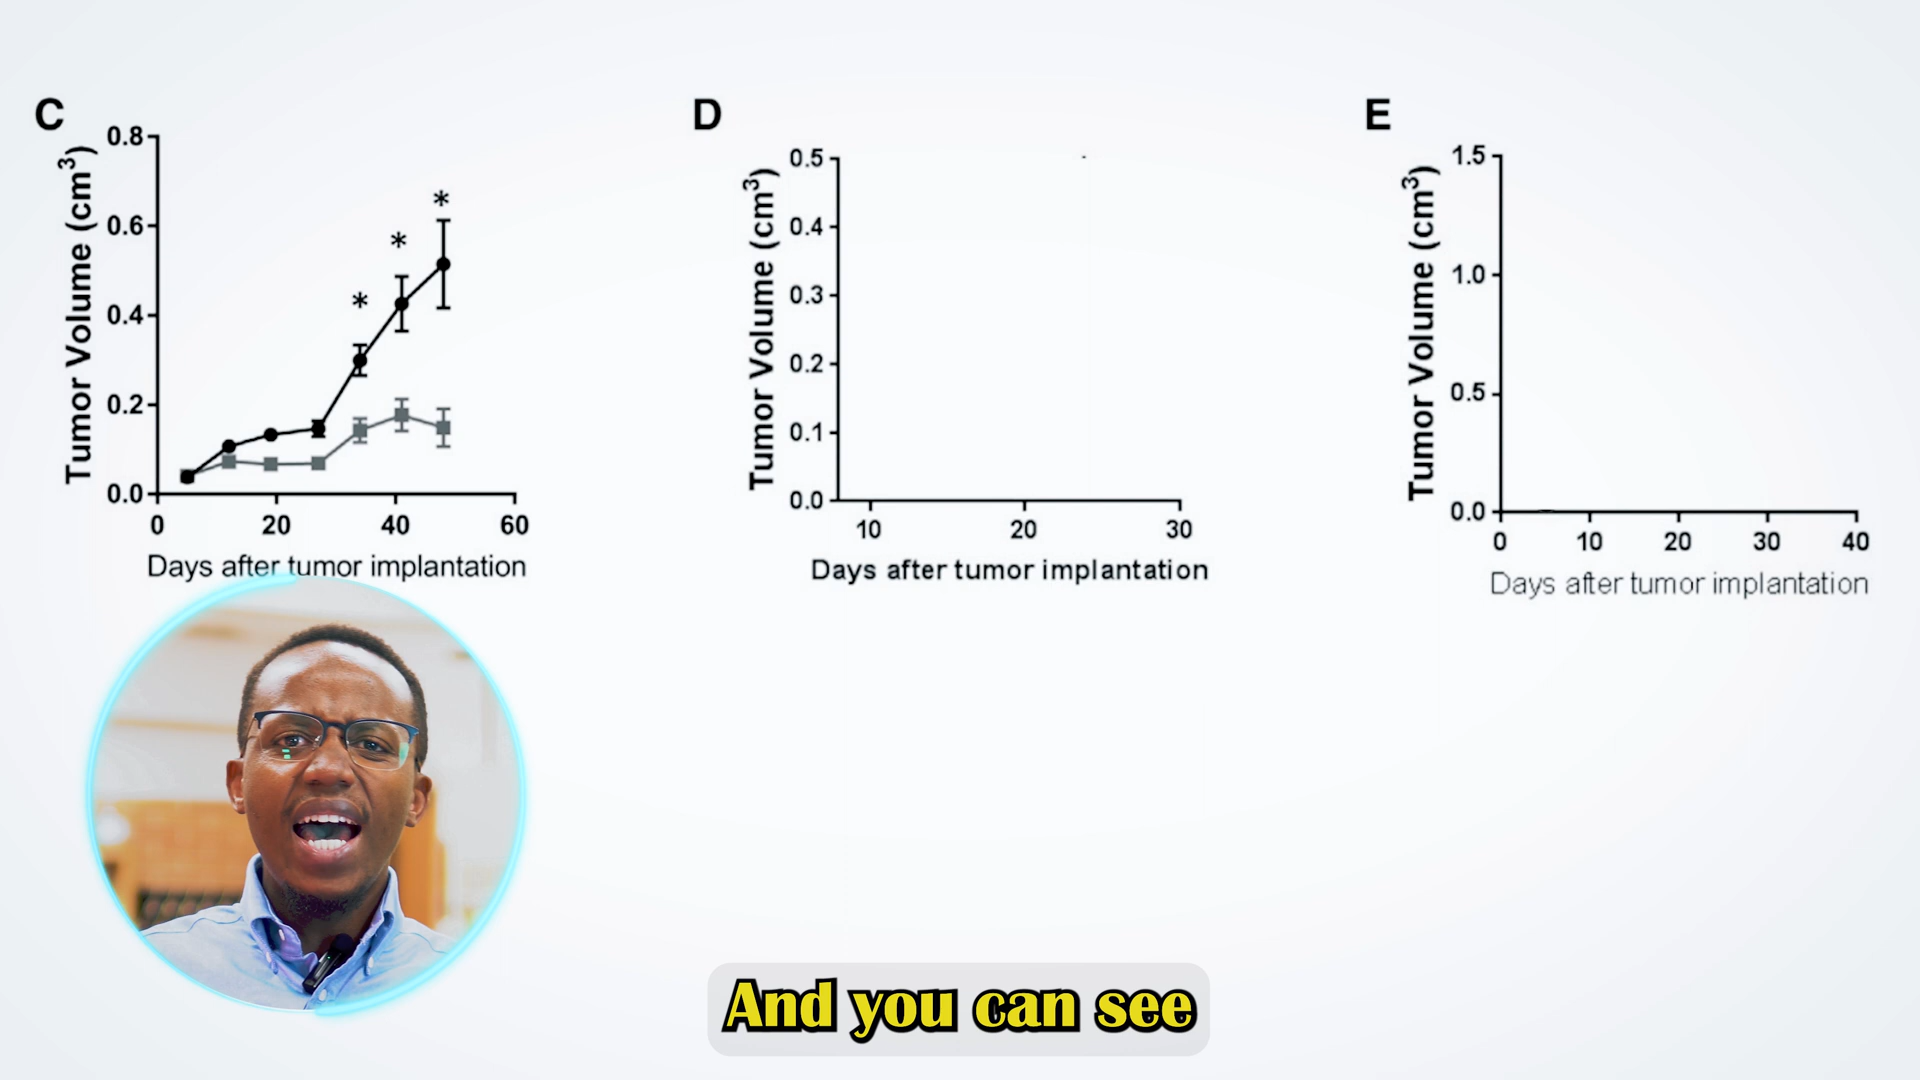 C
Tumor Volume (cm³)
0.8
0.6
0.4
0.2
0.0
*
*
*
0 20 40 60
Days after tumor implantation
D
Tumor Volume (cm³)
0.5
0.4
0.3
0.2
0.1
0.0
10 20 30
Days after tumor implantation
E
Tumor Volume (cm³)
1.5
1.0
0.5
0.0
0 10 20 30 40
Days after tumor implantation
And you can see